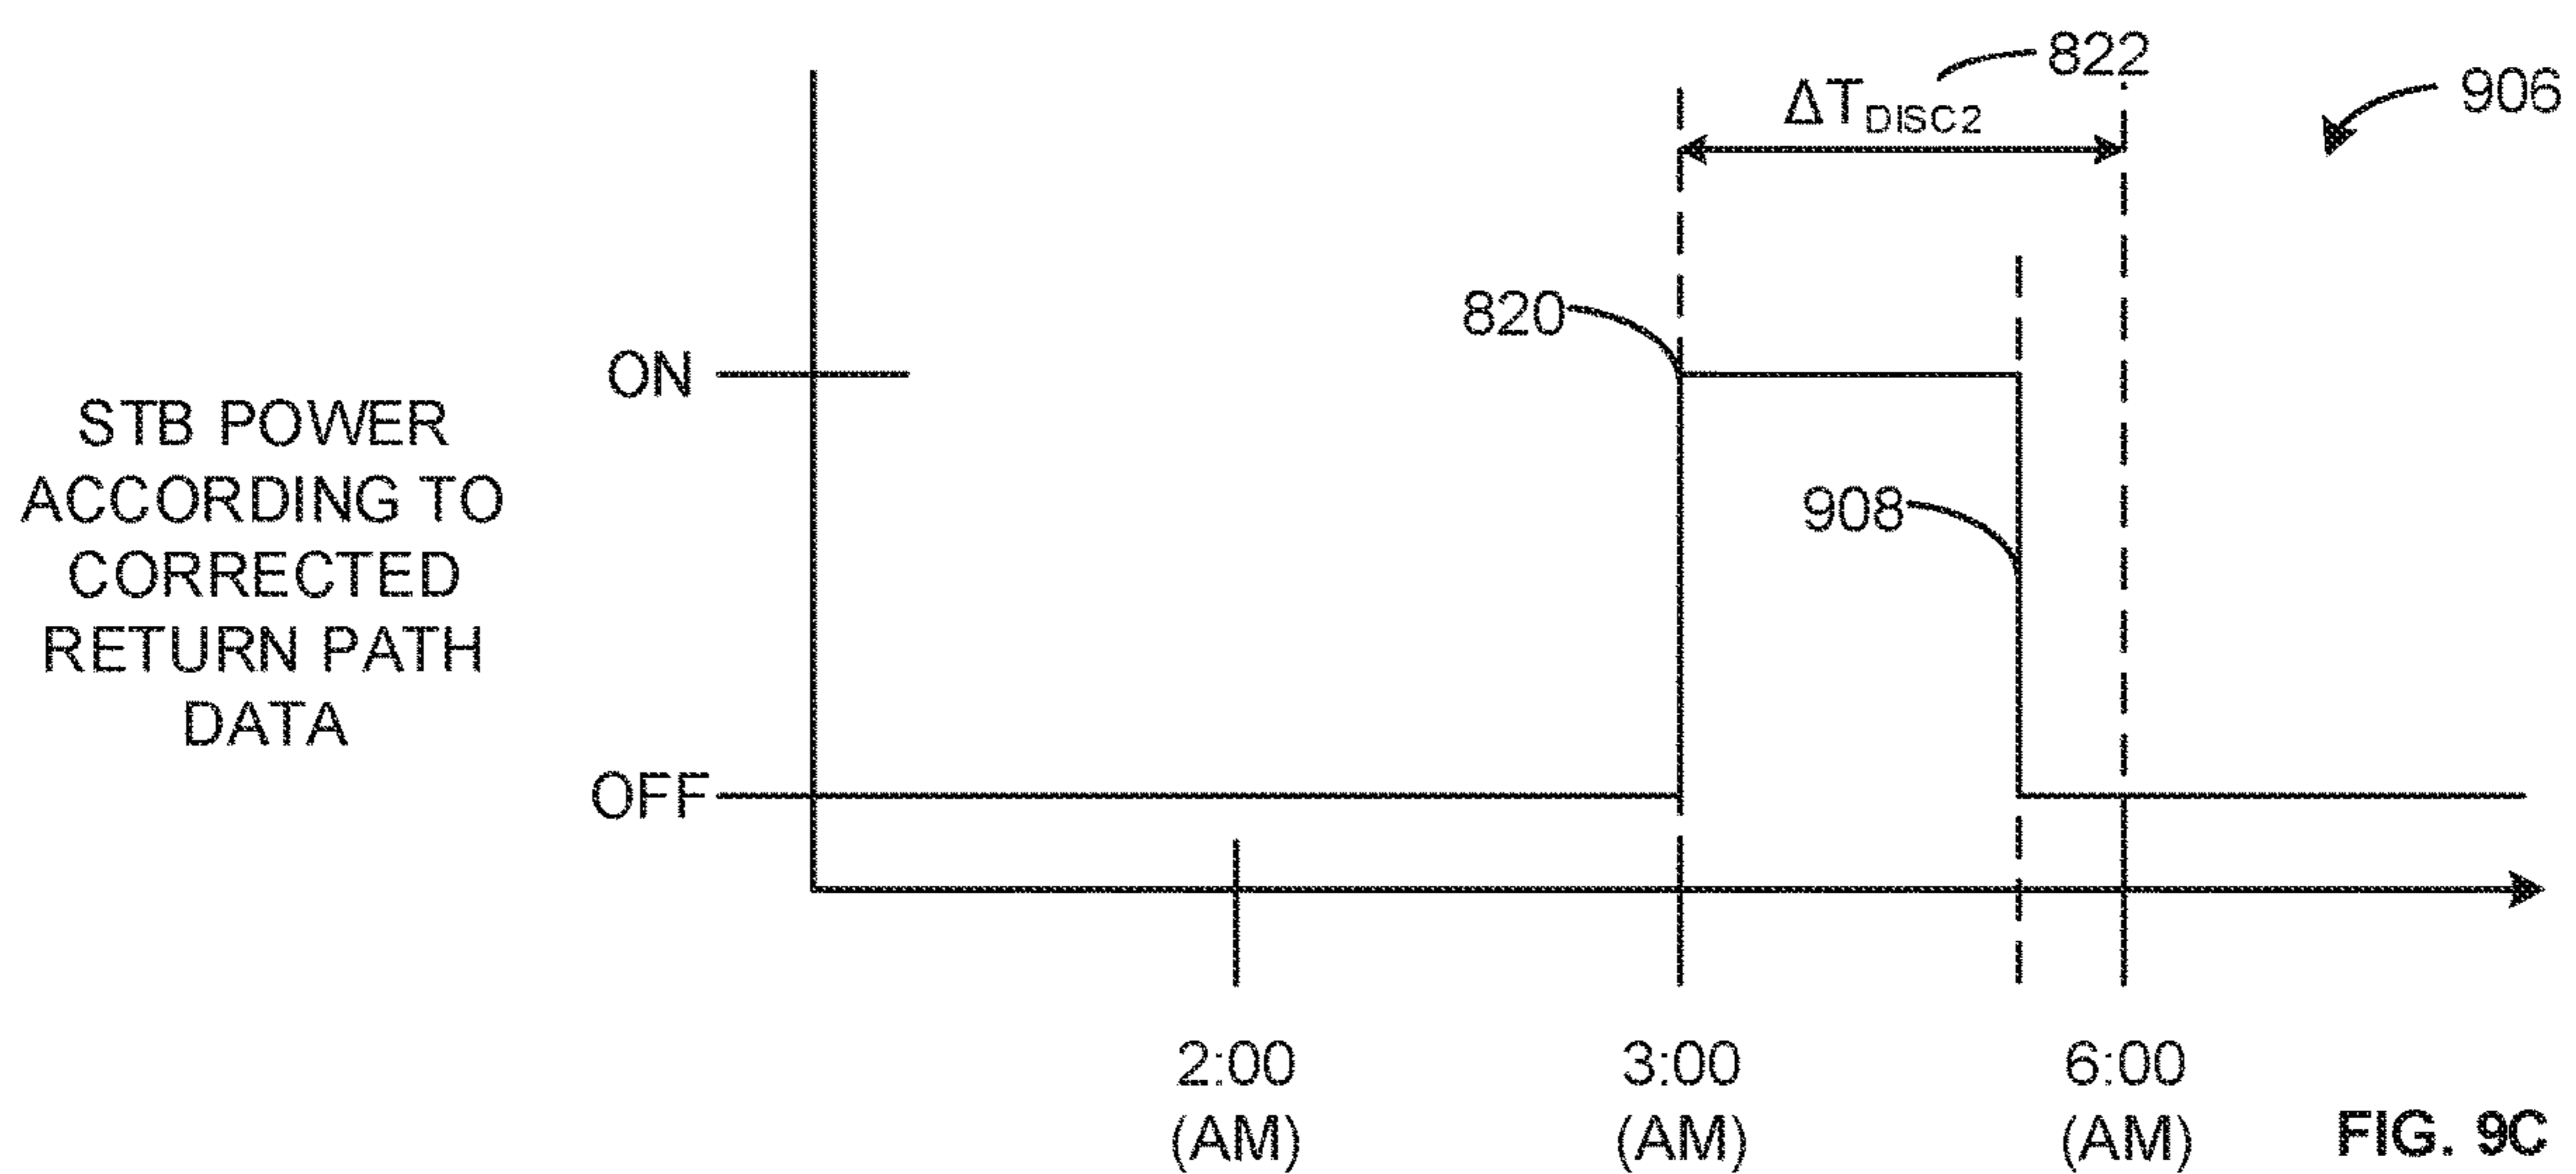 822
ΔT_DISC2
906
820
ON
908
STB POWER
ACCORDING TO
CORRECTED
RETURN PATH
DATA
OFF
2:00
(AM)
3:00
(AM)
6:00
(AM)
FIG. 9C